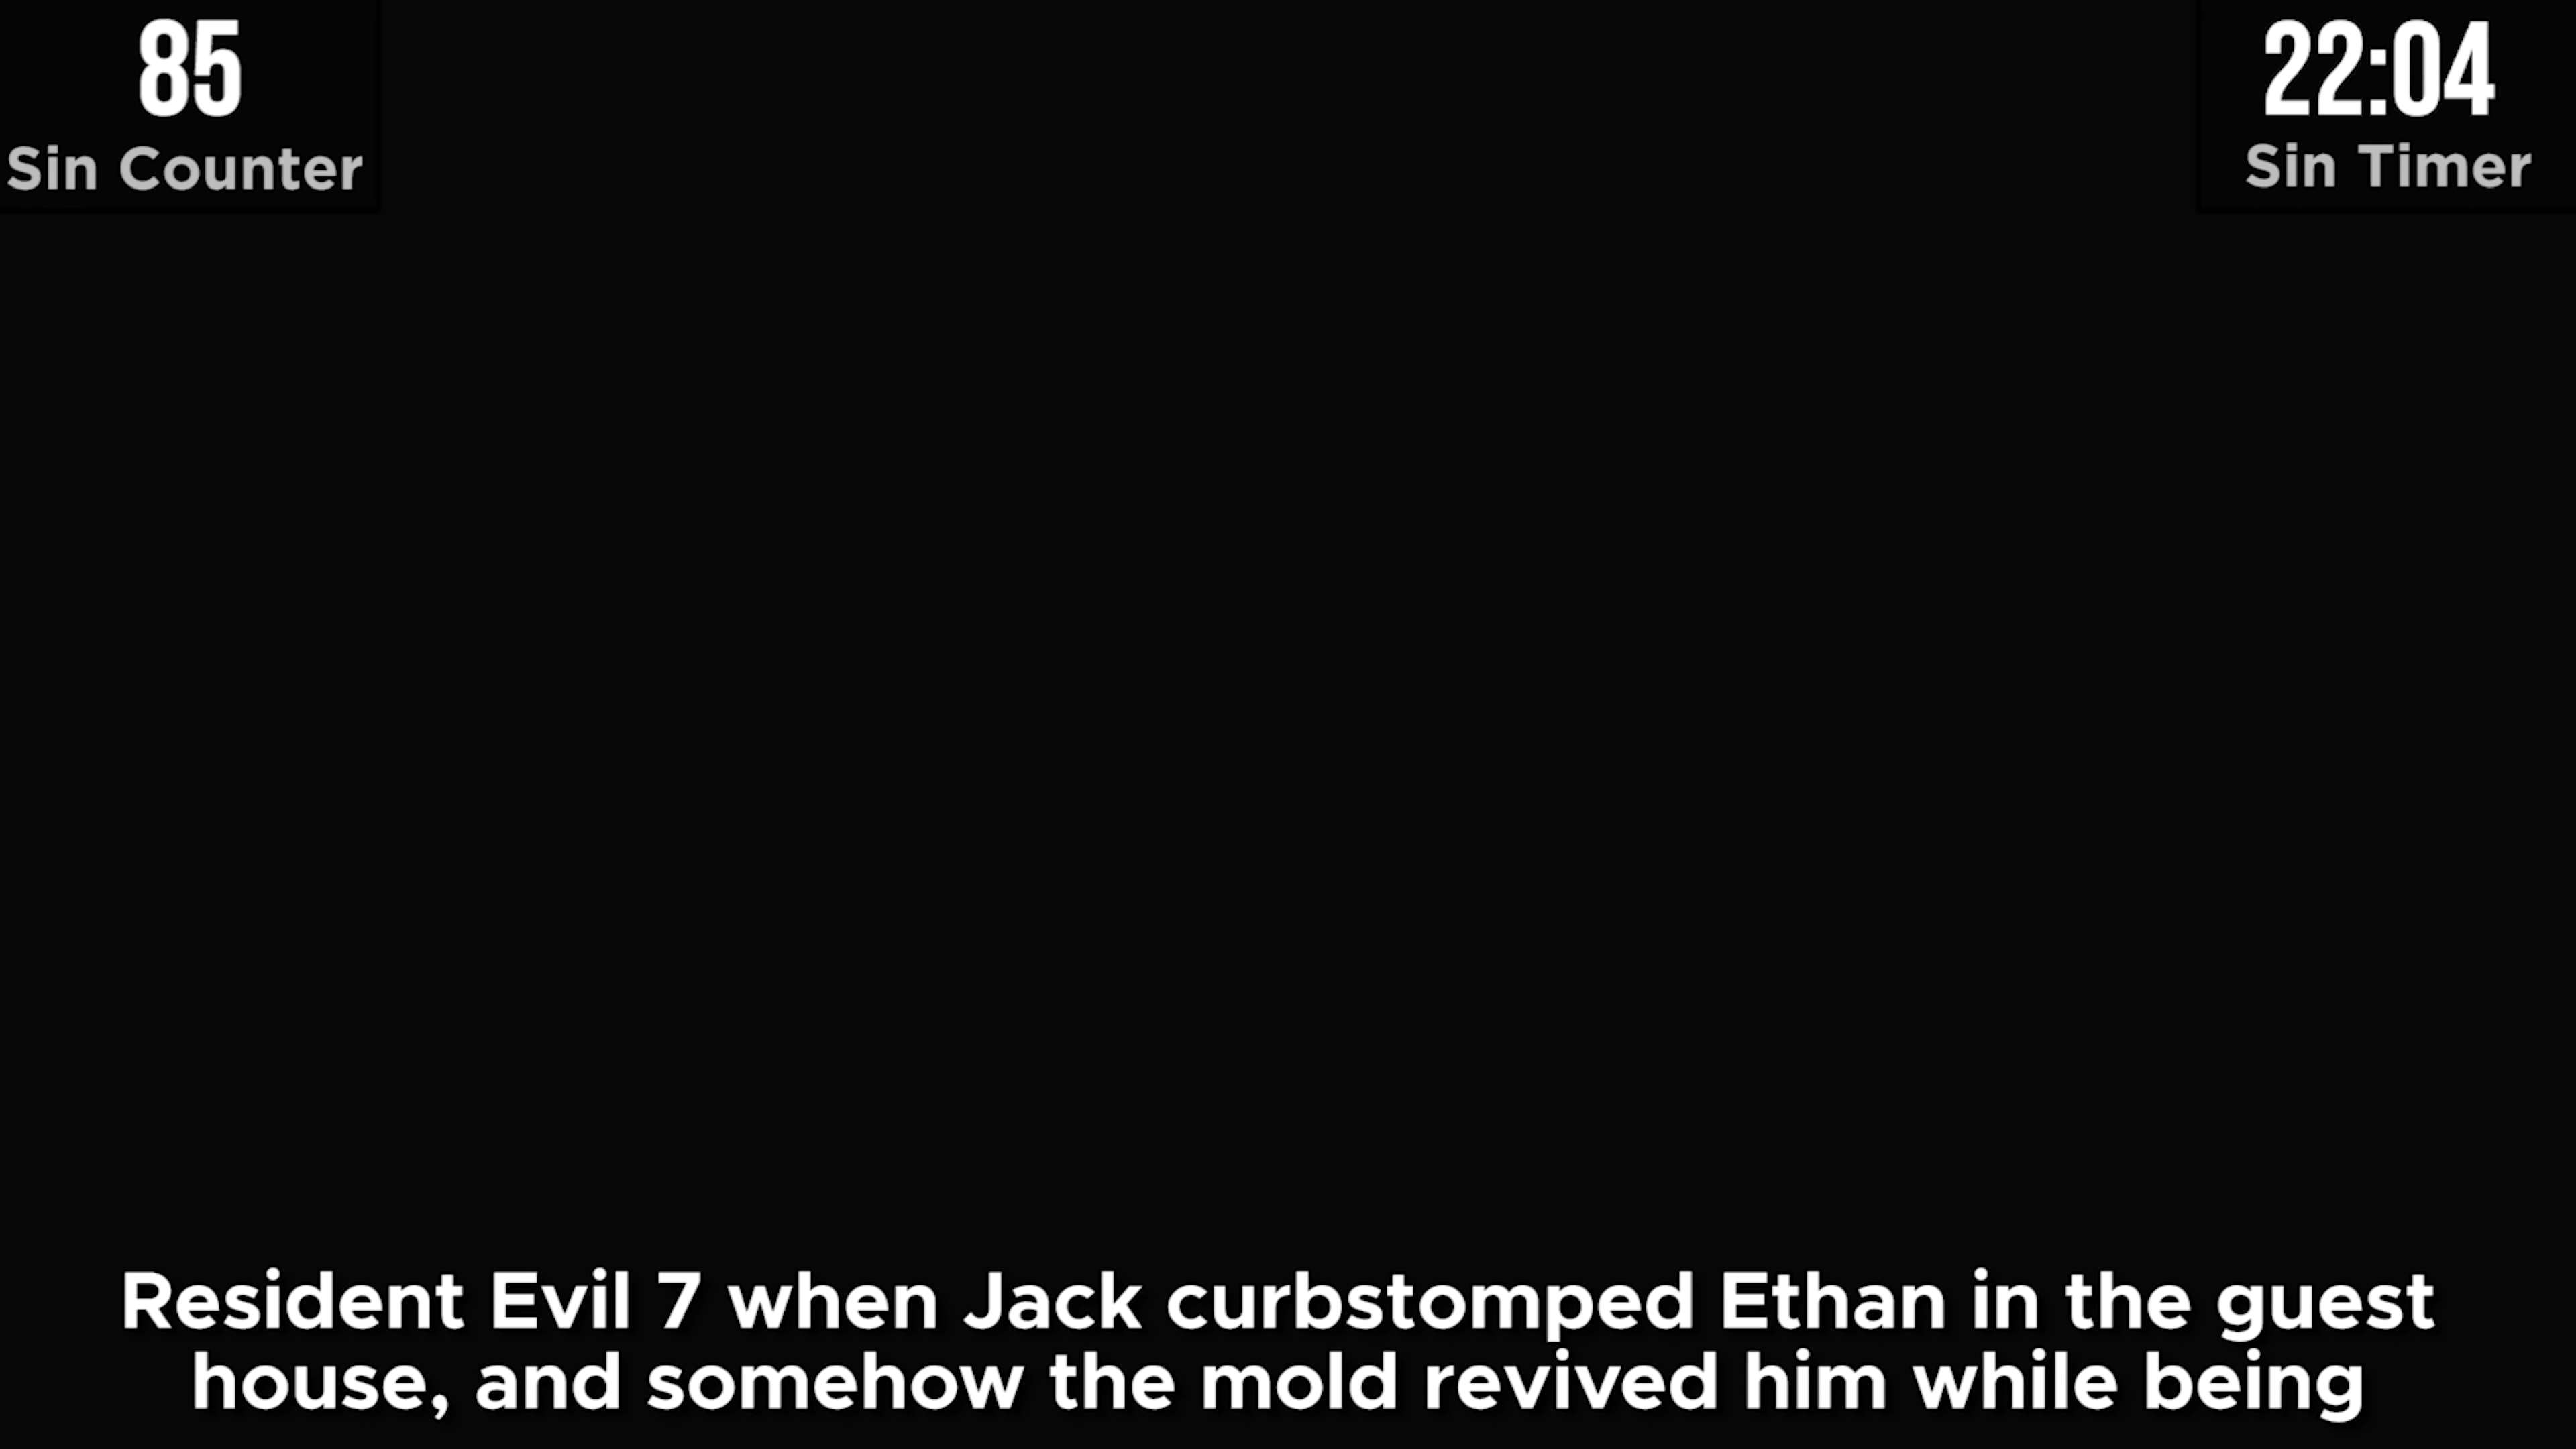 85
Sin Counter
22:04
Sin Timer
Resident Evil 7 when Jack curbstomped Ethan in the guest
house, and somehow the mold revived him while being